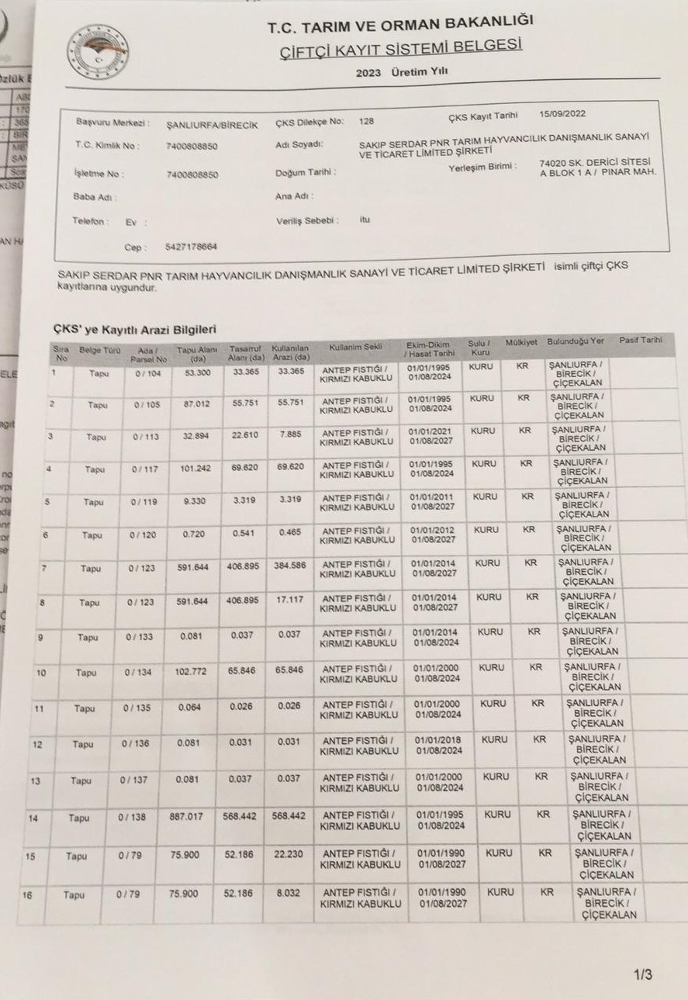 T.C. TARIM VE ORMAN BAKANLIĞI
ÇİFTÇİ KAYIT SİSTEMİ BELGESİ
2023 Üretim Yılı
Başvuru Merkezi : ŞANLIURFA/BİRECİK ÇKS Dilekçe No: 128 ÇKS Kayıt Tarihi 15/09/2022
T.C. Kimlik No : 7400808850 Adı Soyadı: SAKIP SERDAR PNR TARIM HAYVANCILIK DANIŞMANLIK SANAYİ
VE TİCARET LİMİTED ŞİRKETİ
İşletme No : 7400808850 Doğum Tarihi : Yerleşim Birimi : 74020 SK. DERİCİ SİTESİ
A BLOK 1 A / PINAR MAH.
Baba Adı : Ana Adı :
Telefon : Ev : Veriliş Sebebi : itu
Cep : 5427178664
SAKIP SERDAR PNR TARIM HAYVANCILIK DANIŞMANLIK SANAYİ VE TİCARET LİMİTED ŞİRKETİ isimli çiftçi ÇKS
kayıtlarına uygundur.
ÇKS' ye Kayıtlı Arazi Bilgileri
Sıra Belge Türü Ada / Tapu Alanı Tasarruf Kullanılan Kullanim Sekli Ekim-Dikim Sulu / Mülkiyet Bulunduğu Yer Pasif Tarihi
No Parsel No (da) Alanı (da) Arazi (da) / Hasat Tarihi Kuru
1 Tapu 0 / 104 53.300 33.365 33.365 ANTEP FISTIĞI / 01/01/1995 KURU KR ŞANLIURFA /
KIRMIZI KABUKLU 01/08/2024 BİRECİK /
ÇİÇEKALAN
2 Tapu 0 / 105 87.012 55.751 55.751 ANTEP FISTIĞI / 01/01/1995 KURU KR ŞANLIURFA /
KIRMIZI KABUKLU 01/08/2024 BİRECİK /
ÇİÇEKALAN
3 Tapu 0 / 113 32.894 22.610 7.885 ANTEP FISTIĞI / 01/01/2021 KURU KR ŞANLIURFA /
KIRMIZI KABUKLU 01/08/2027 BİRECİK /
ÇİÇEKALAN
4 Tapu 0 / 117 101.242 69.620 69.620 ANTEP FISTIĞI / 01/01/1995 KURU KR ŞANLIURFA /
KIRMIZI KABUKLU 01/08/2024 BİRECİK /
ÇİÇEKALAN
5 Tapu 0 / 119 9.330 3.319 3.319 ANTEP FISTIĞI / 01/01/2011 KURU KR ŞANLIURFA /
KIRMIZI KABUKLU 01/08/2027 BİRECİK /
ÇİÇEKALAN
6 Tapu 0 / 120 0.720 0.541 0.465 ANTEP FISTIĞI / 01/01/2012 KURU KR ŞANLIURFA /
KIRMIZI KABUKLU 01/08/2027 BİRECİK /
ÇİÇEKALAN
7 Tapu 0 / 123 591.644 406.895 384.586 ANTEP FISTIĞI / 01/01/2014 KURU KR ŞANLIURFA /
KIRMIZI KABUKLU 01/08/2027 BİRECİK /
ÇİÇEKALAN
8 Tapu 0 / 123 591.644 406.895 17.117 ANTEP FISTIĞI / 01/01/2014 KURU KR ŞANLIURFA /
KIRMIZI KABUKLU 01/08/2027 BİRECİK /
ÇİÇEKALAN
9 Tapu 0 / 133 0.081 0.037 0.037 ANTEP FISTIĞI / 01/01/2014 KURU KR ŞANLIURFA /
KIRMIZI KABUKLU 01/08/2024 BİRECİK /
ÇİÇEKALAN
10 Tapu 0 / 134 102.772 65.846 65.846 ANTEP FISTIĞI / 01/01/2000 KURU KR ŞANLIURFA /
KIRMIZI KABUKLU 01/08/2024 BİRECİK /
ÇİÇEKALAN
11 Tapu 0 / 135 0.064 0.026 0.026 ANTEP FISTIĞI / 01/01/2000 KURU KR ŞANLIURFA /
KIRMIZI KABUKLU 01/08/2024 BİRECİK /
ÇİÇEKALAN
12 Tapu 0 / 136 0.081 0.031 0.031 ANTEP FISTIĞI / 01/01/2018 KURU KR ŞANLIURFA /
KIRMIZI KABUKLU 01/08/2024 BİRECİK /
ÇİÇEKALAN
13 Tapu 0 / 137 0.081 0.037 0.037 ANTEP FISTIĞI / 01/01/2000 KURU KR ŞANLIURFA /
KIRMIZI KABUKLU 01/08/2024 BİRECİK /
ÇİÇEKALAN
14 Tapu 0 / 138 887.017 568.442 568.442 ANTEP FISTIĞI / 01/01/1995 KURU KR ŞANLIURFA /
KIRMIZI KABUKLU 01/08/2024 BİRECİK /
ÇİÇEKALAN
15 Tapu 0 / 79 75.900 52.186 22.230 ANTEP FISTIĞI / 01/01/1990 KURU KR ŞANLIURFA /
KIRMIZI KABUKLU 01/08/2027 BİRECİK /
ÇİÇEKALAN
16 Tapu 0 / 79 75.900 52.186 8.032 ANTEP FISTIĞI / 01/01/1990 KURU KR ŞANLIURFA /
KIRMIZI KABUKLU 01/08/2027 BİRECİK /
ÇİÇEKALAN
1/3